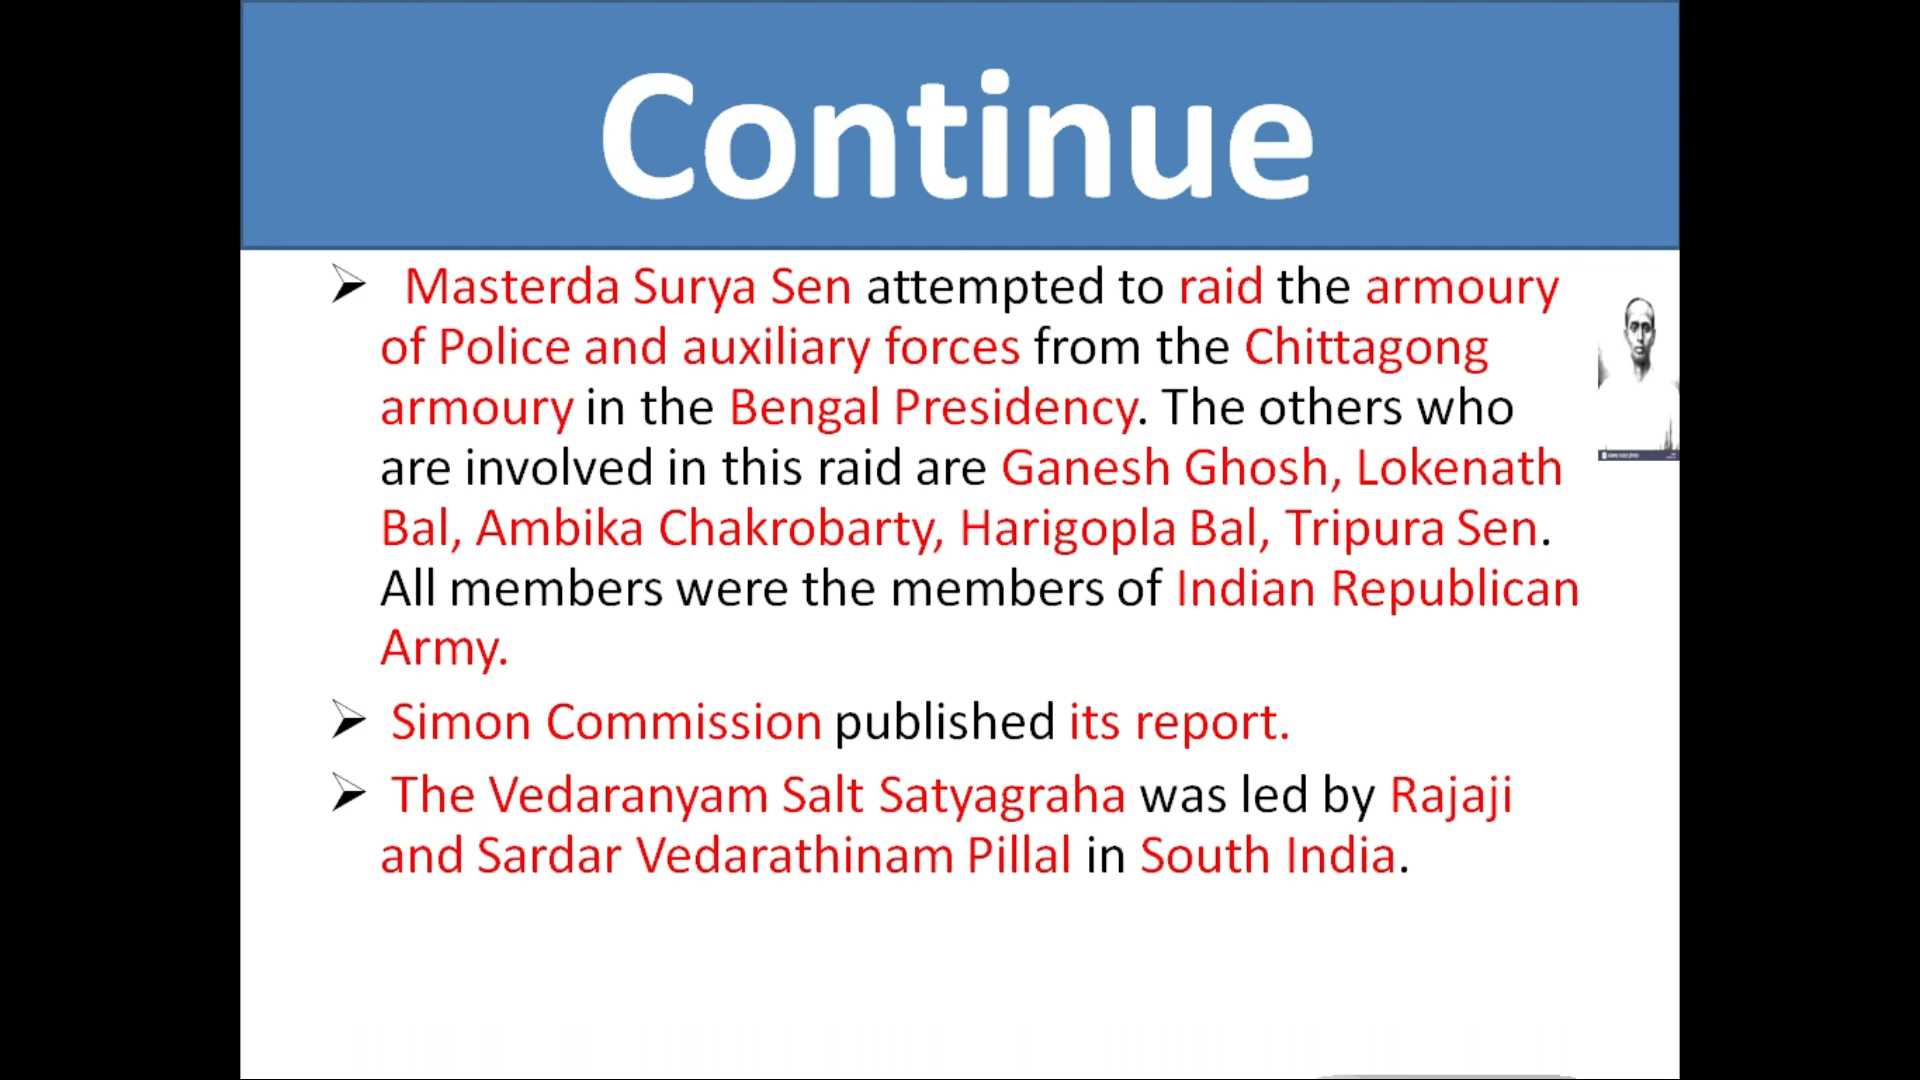 Continue
➢ Masterda Surya Sen attempted to raid the armoury
of Police and auxiliary forces from the Chittagong
armoury in the Bengal Presidency. The others who
are involved in this raid are Ganesh Ghosh, Lokenath
Bal, Ambika Chakrobarty, Harigopla Bal, Tripura Sen.
All members were the members of Indian Republican
Army.
➢ Simon Commission published its report.
➢ The Vedaranyam Salt Satyagraha was led by Rajaji
and Sardar Vedarathinam Pillal in South India.